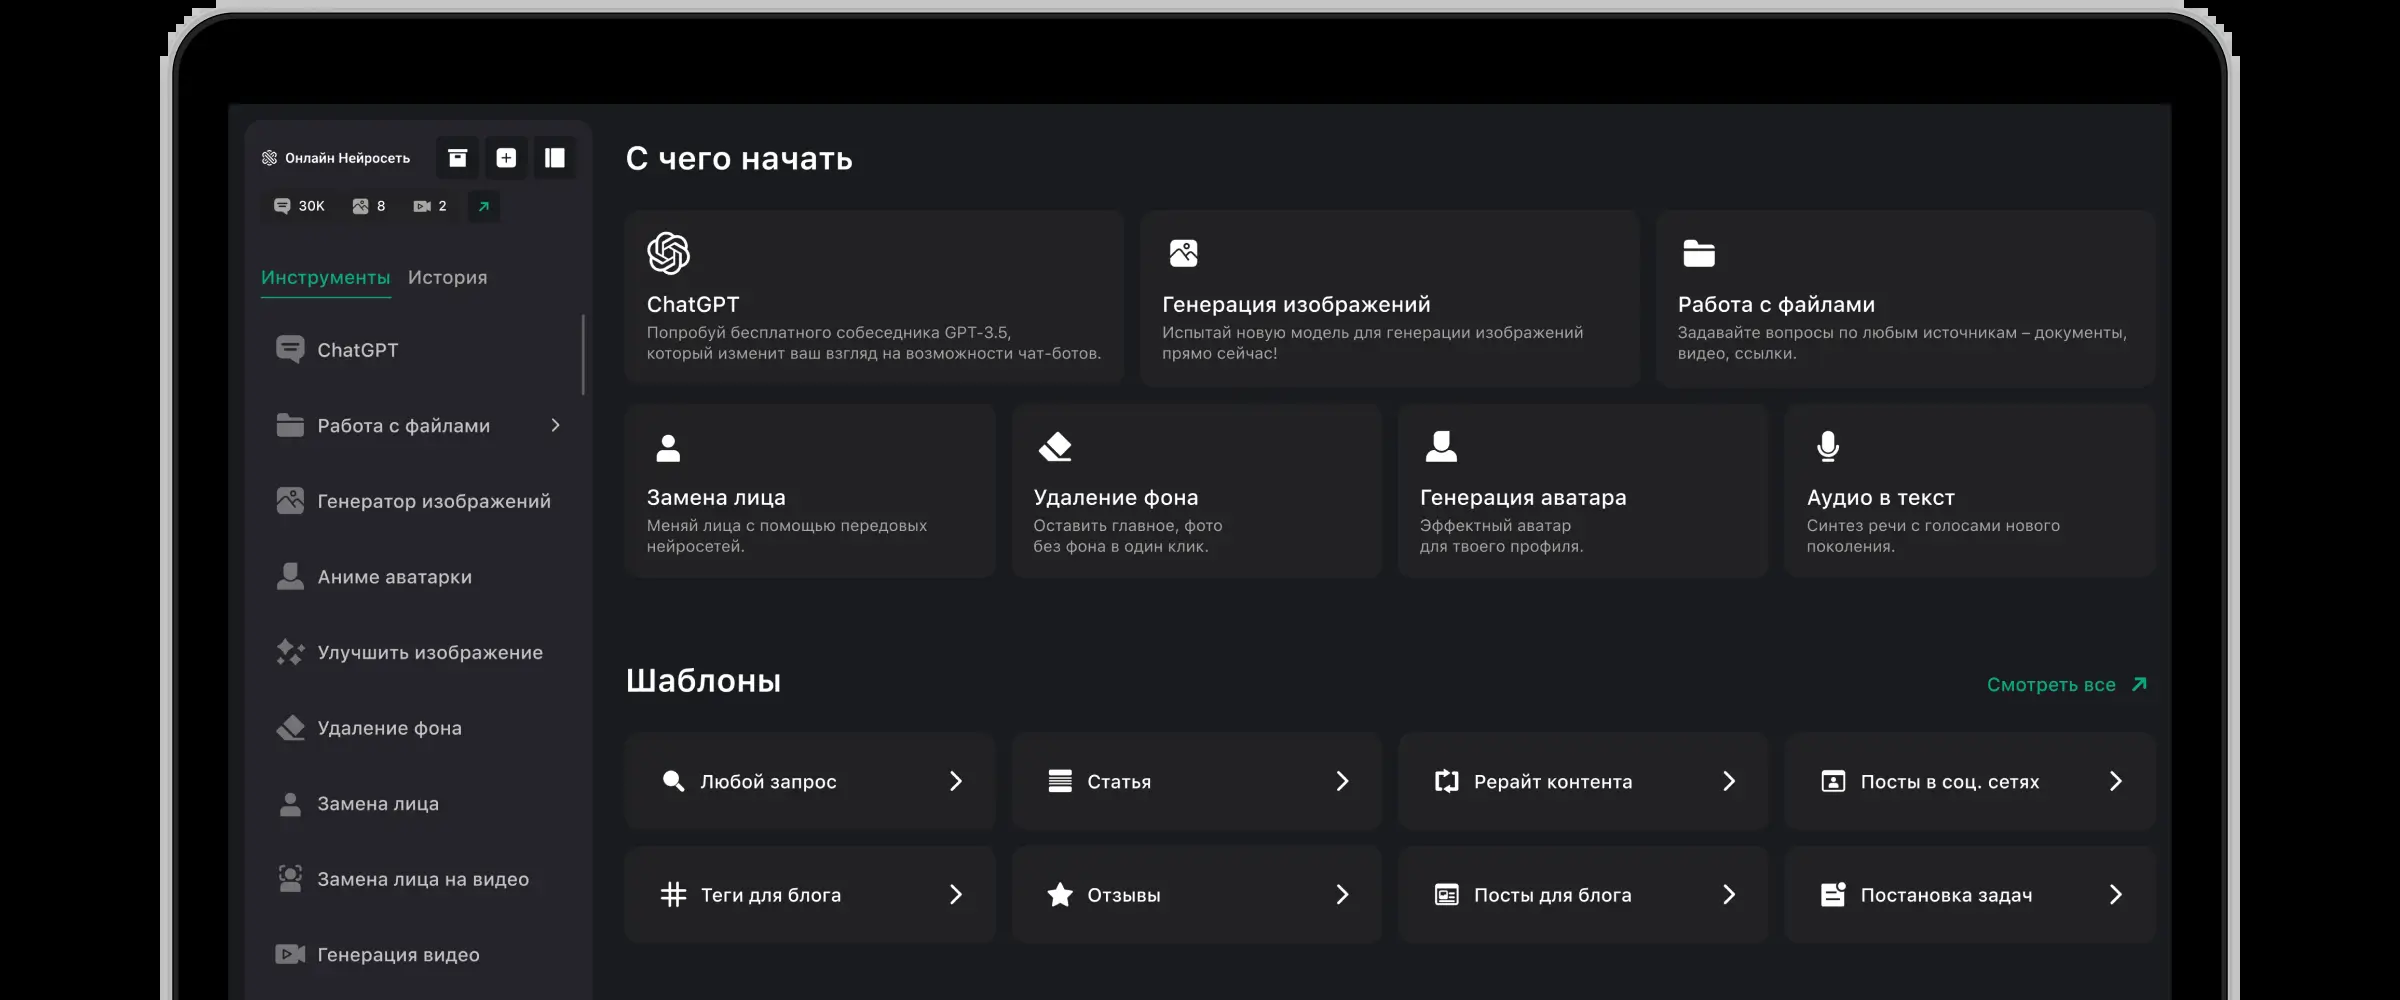 Онлайн Нейросеть
30K 8 2
Инструменты История
ChatGPT
Работа с файлами
Генератор изображений
Аниме аватарки
Улучшить изображение
Удаление фона
Замена лица
Замена лица на видео
Генерация видео
С чего начать
ChatGPT
Попробуй бесплатного собеседника GPT-3.5,
который изменит ваш взгляд на возможности чат-ботов.
Генерация изображений
Испытай новую модель для генерации изображений
прямо сейчас!
Работа с файлами
Задавайте вопросы по любым источникам – документы,
видео, ссылки.
Замена лица
Меняй лица с помощью передовых
нейросетей.
Удаление фона
Оставить главное, фото
без фона в один клик.
Генерация аватара
Эффектный аватар
для твоего профиля.
Аудио в текст
Синтез речи с голосами нового
поколения.
Шаблоны
Смотреть все
Любой запрос
Статья
Рерайт контента
Посты в соц. сетях
Теги для блога
Отзывы
Посты для блога
Постановка задач